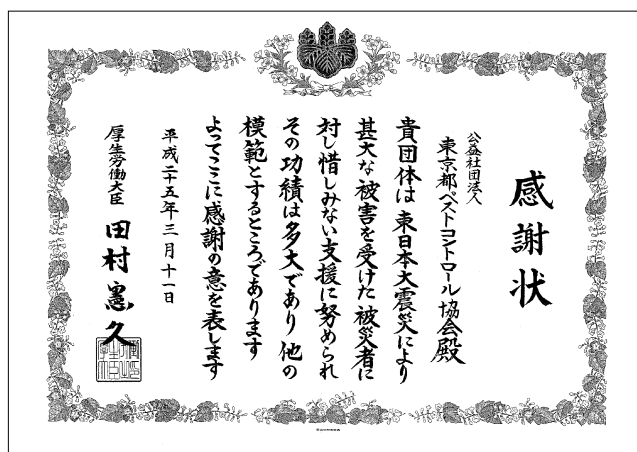 感謝状
公益社団法人
東京都ペストコントロール協会殿
貴団体は東日本大震災により
甚大な被害を受けた被災者に
対し惜しみない支援に努められ
その功績は多大であり他の
模範とするところであります
よってここに感謝の意を表します
平成二十五年三月十一日
厚生労働大臣
田村憲久